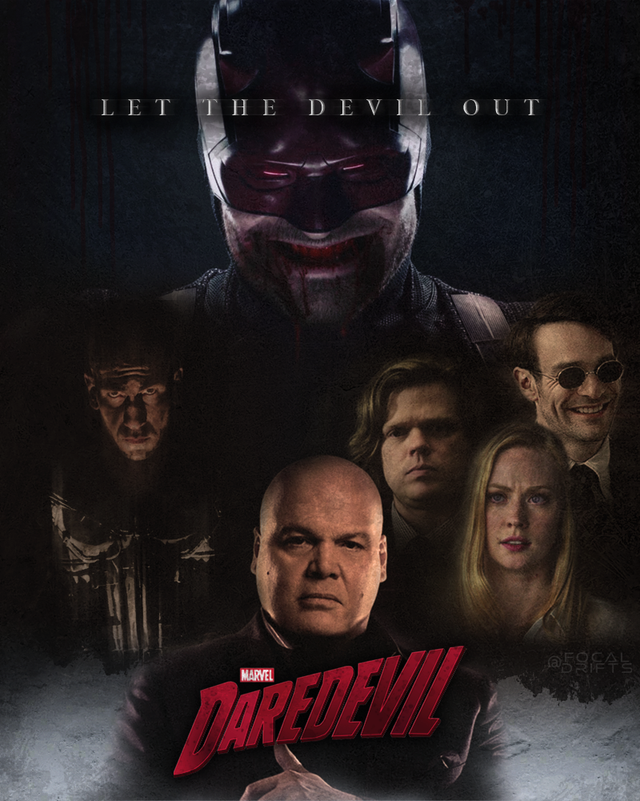 LET THE DEVIL OUT
MARVEL
DAREDEVIL
@FOCAL
DRIFTS